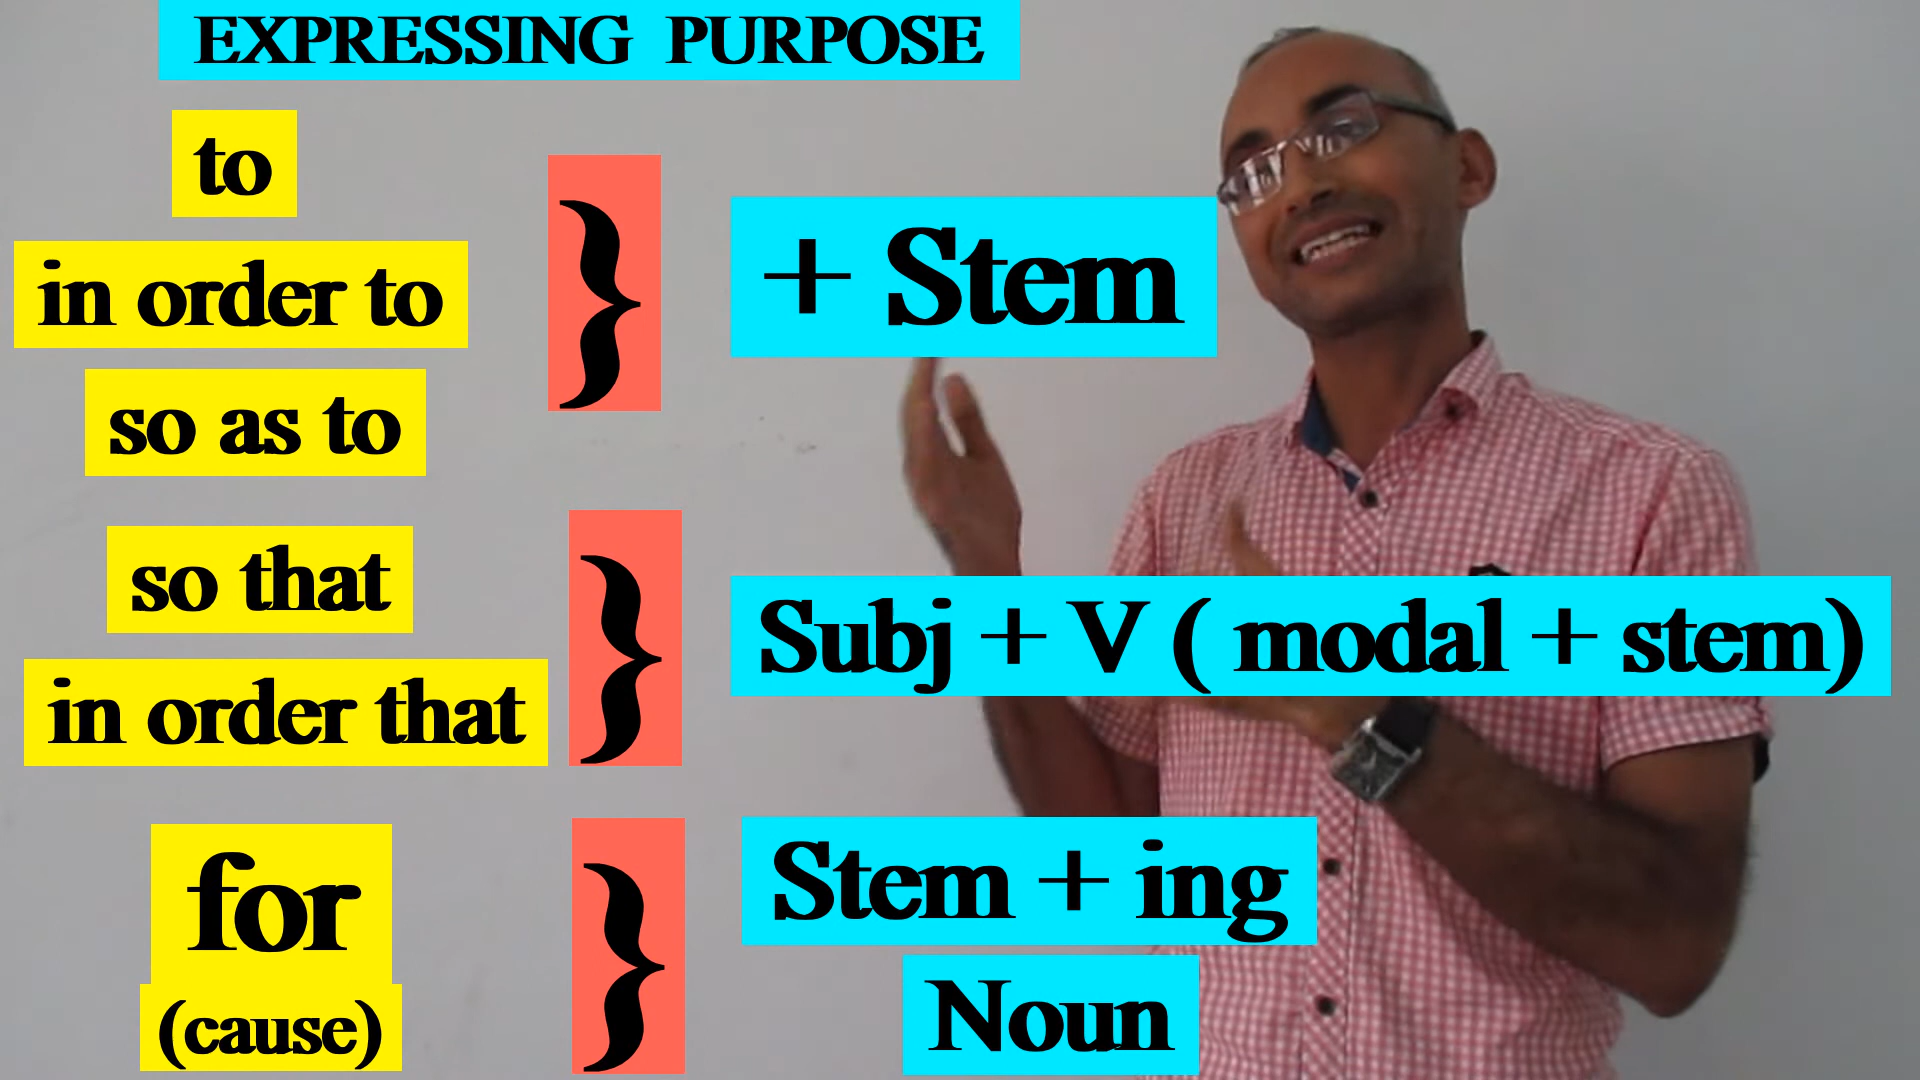 EXPRESSING PURPOSE
to
in order to
so as to
} + Stem
so that
in order that
} Subj + V ( modal + stem)
for
(cause)
} Stem + ing
Noun